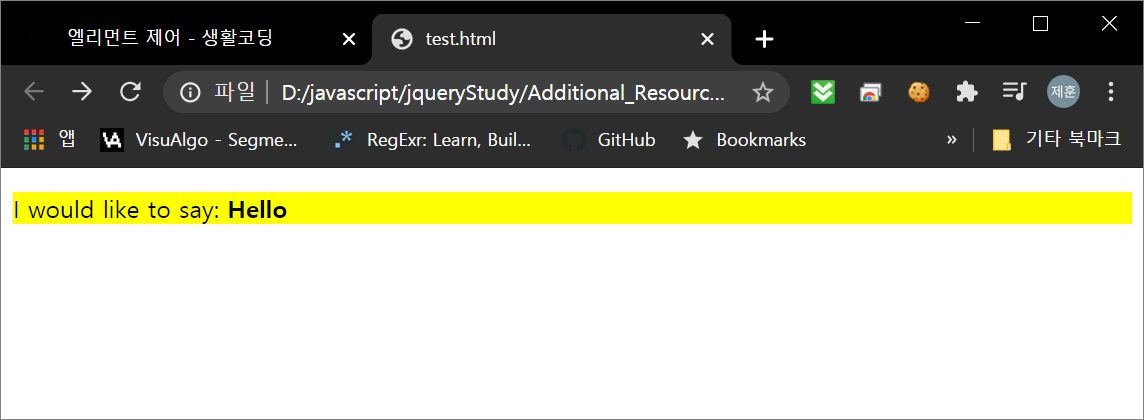 엘리먼트 제어 - 생활코딩
test.html
파일 D:/javascript/jqueryStudy/Additional_Resourc...
제훈
앱 VisuAlgo - Segme... RegExr: Learn, Buil... GitHub Bookmarks » 기타 북마크
I would like to say: Hello